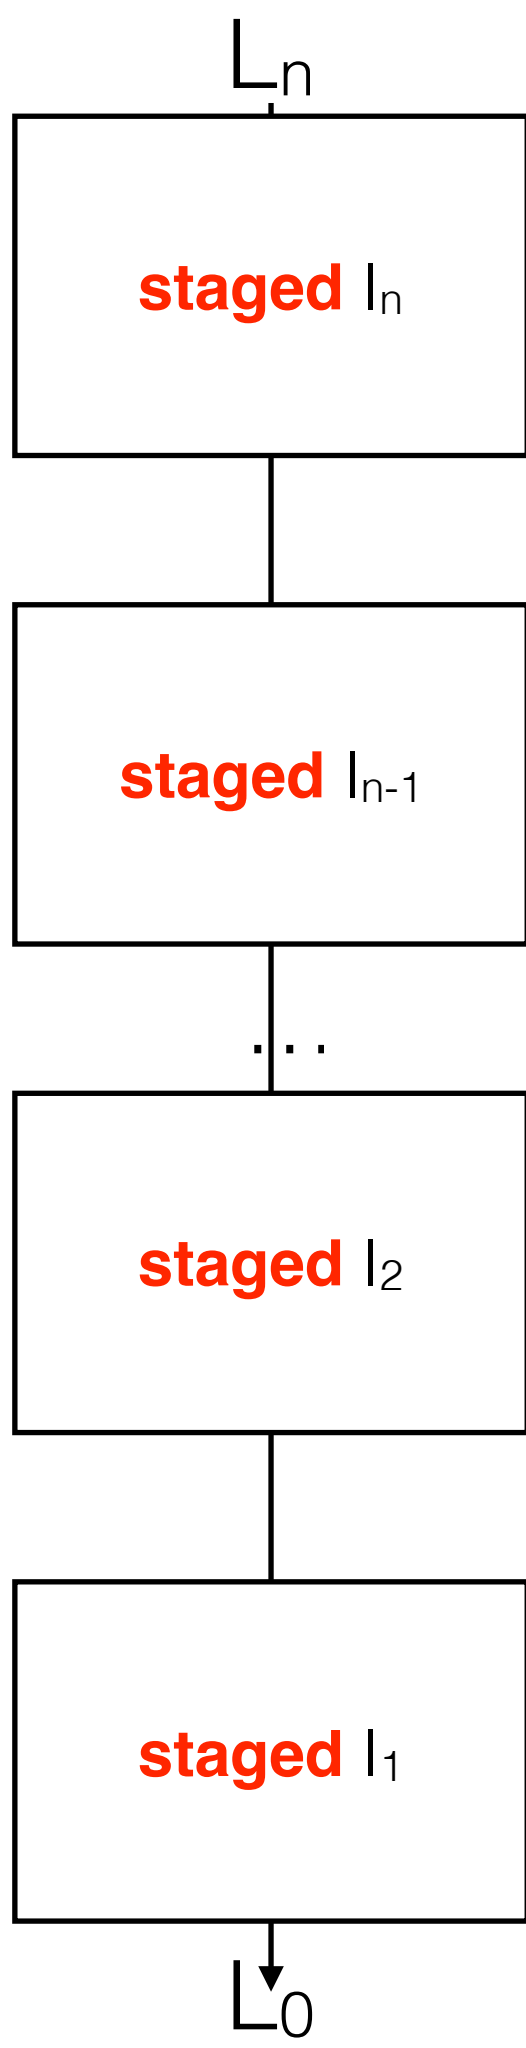 Lₙ
staged Iₙ
staged Iₙ₋₁
...
staged I₂
staged I₁
L₀